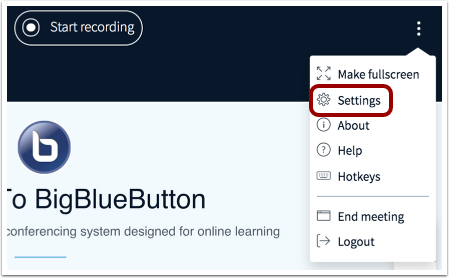 Start recording
Make fullscreen
Settings
About
Help
Hotkeys
End meeting
Logout
To BigBlueButton
conferencing system designed for online learning